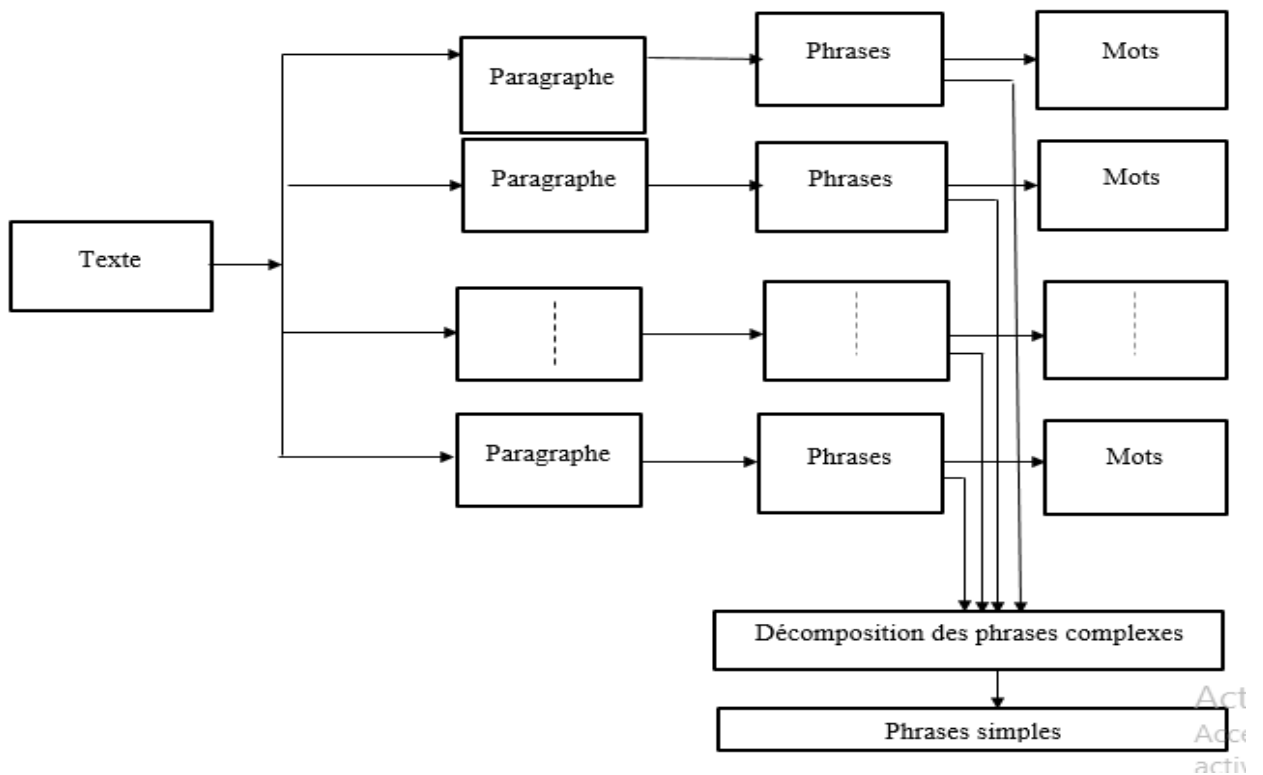 Texte
Paragraphe
Phrases
Mots
Paragraphe
Phrases
Mots
Paragraphe
Phrases
Mots
Décomposition des phrases complexes
Phrases simples